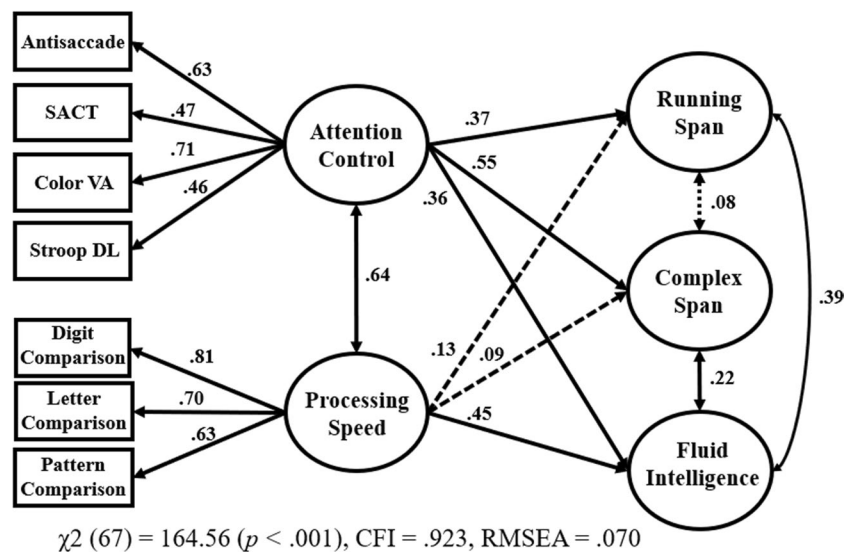 Antisaccade
SACT
Color VA
Stroop DL
.63
.47
.71
.46
Attention
Control
.37
.55
.36
Running
Span
.08
.39
Complex
Span
.64
Digit
Comparison
Letter
Comparison
Pattern
Comparison
.81
.70
.63
Processing
Speed
.13
.09
.45
.22
Fluid
Intelligence
χ2 (67) = 164.56 (p < .001), CFI = .923, RMSEA = .070